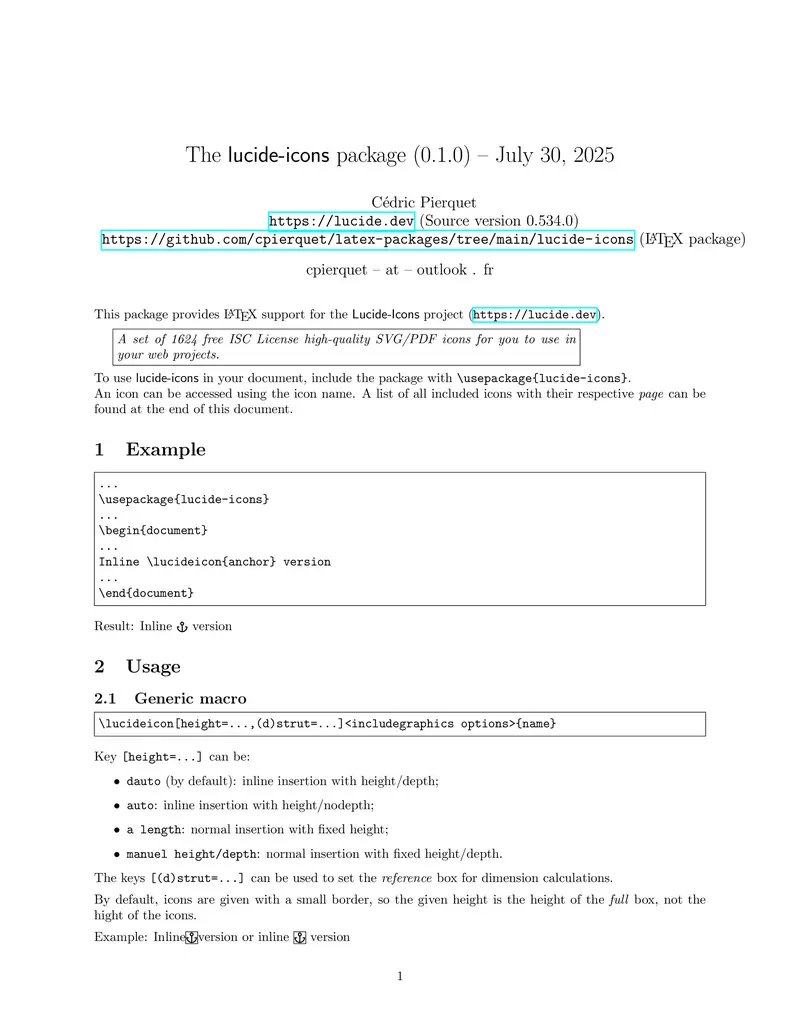 The lucide-icons package (0.1.0) – July 30, 2025
Cédric Pierquet
https://lucide.dev (Source version 0.534.0)
https://github.com/cpierquet/latex-packages/tree/main/lucide-icons (LATEX package)
cpierquet – at – outlook . fr
This package provides LATEX support for the Lucide-Icons project (https://lucide.dev).
A set of 1624 free ISC License high-quality SVG/PDF icons for you to use in
your web projects.
To use lucide-icons in your document, include the package with \usepackage{lucide-icons}.
An icon can be accessed using the icon name. A list of all included icons with their respective page can be
found at the end of this document.
1 Example
...
\usepackage{lucide-icons}
...
\begin{document}
...
Inline \lucideicon{anchor} version
...
\end{document}
Result: Inline version
2 Usage
2.1 Generic macro
\lucideicon[height=...,(d)strut=...]<includegraphics options>{name}
Key [height=...] can be:
• dauto (by default): inline insertion with height/depth;
• auto: inline insertion with height/nodepth;
• a length: normal insertion with fixed height;
• manuel height/depth: normal insertion with fixed height/depth.
The keys [(d)strut=...] can be used to set the reference box for dimension calculations.
By default, icons are given with a small border, so the given height is the height of the full box, not the
hight of the icons.
Example: Inline version or inline version
1